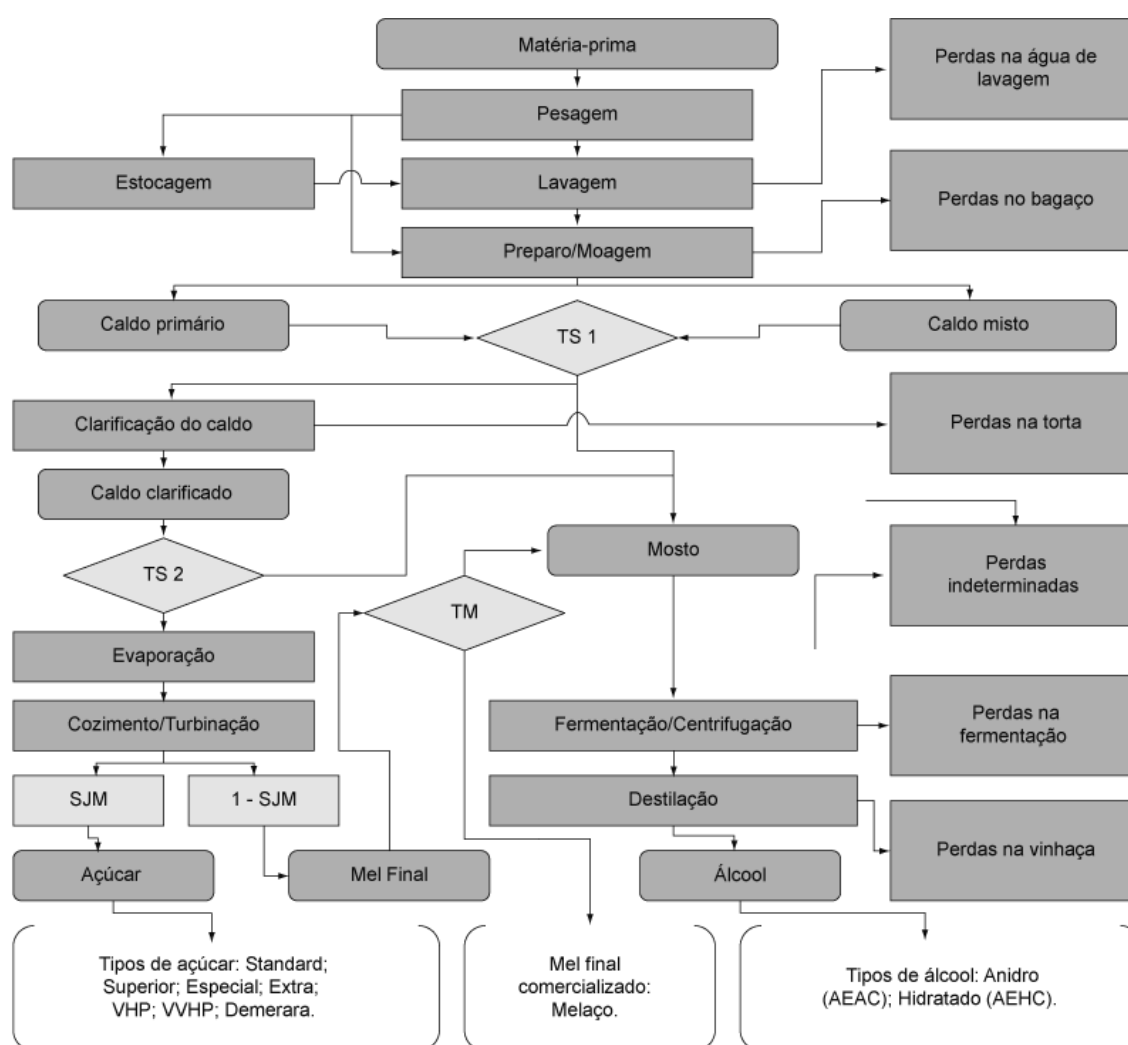 Matéria-prima
Perdas na água de
lavagem
Pesagem
Estocagem
Lavagem
Perdas no bagaço
Preparo/Moagem
Caldo primário
TS 1
Caldo misto
Clarificação do caldo
Perdas na torta
Caldo clarificado
Mosto
Perdas
indeterminadas
TS 2
TM
Evaporação
Cozimento/Turbinação
Fermentação/Centrifugação
Perdas na
fermentação
SJM
1 - SJM
Destilação
Perdas na vinhaça
Açúcar
Mel Final
Álcool
Tipos de açúcar: Standard;
Superior; Especial; Extra;
VHP; VVHP; Demerara.
Mel final
comercializado:
Melaço.
Tipos de álcool: Anidro
(AEAC); Hidratado (AEHC).